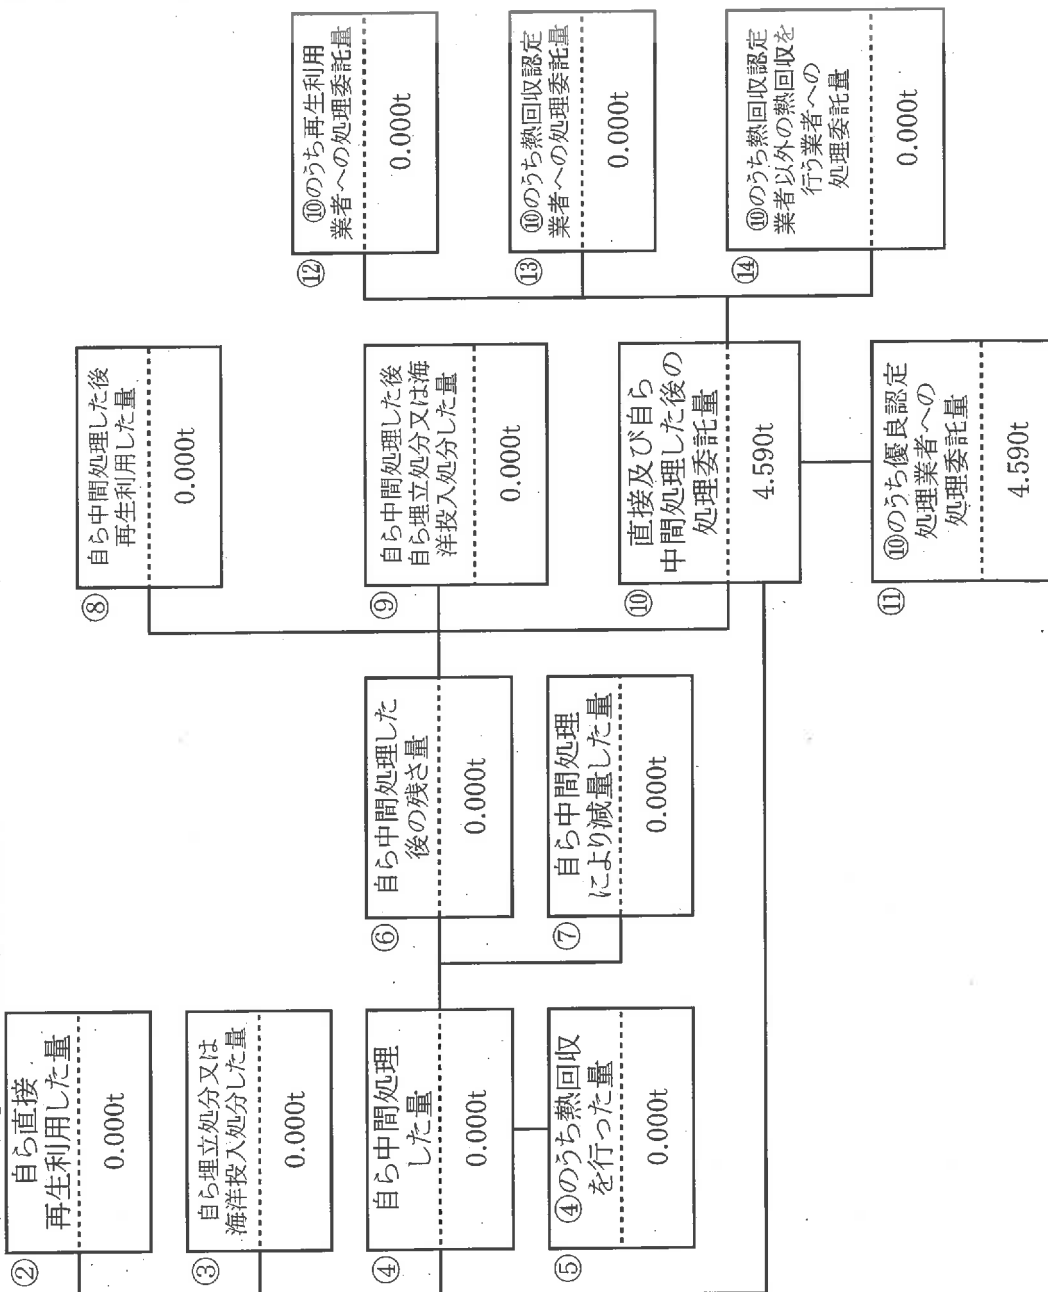 ②
自ら直接
再生利用した量
0.000t
③
自ら埋立処分又は
海洋投入処分した量
0.000t
④
自ら中間処理
した量
0.000t
⑤
④のうち熱回収
を行った量
0.000t
⑥
自ら中間処理した
後の残さ量
0.000t
⑦
自ら中間処理
により減量した量
0.000t
⑧
自ら中間処理した後
再生利用した量
0.000t
⑨
自ら中間処理した後
自ら埋立処分又は海
洋投入処分した量
0.000t
⑩
直接及び自ら
中間処理した後の
処理委託量
4.590t
⑪
⑩のうち優良認定
処理業者への
処理委託量
4.590t
⑫
⑩のうち再生利用
業者への処理委託量
0.000t
⑬
⑩のうち熱回収認定
業者への処理委託量
0.000t
⑭
⑩のうち熱回収認定
業者以外の熱回収を
行う業者への
処理委託量
0.000t